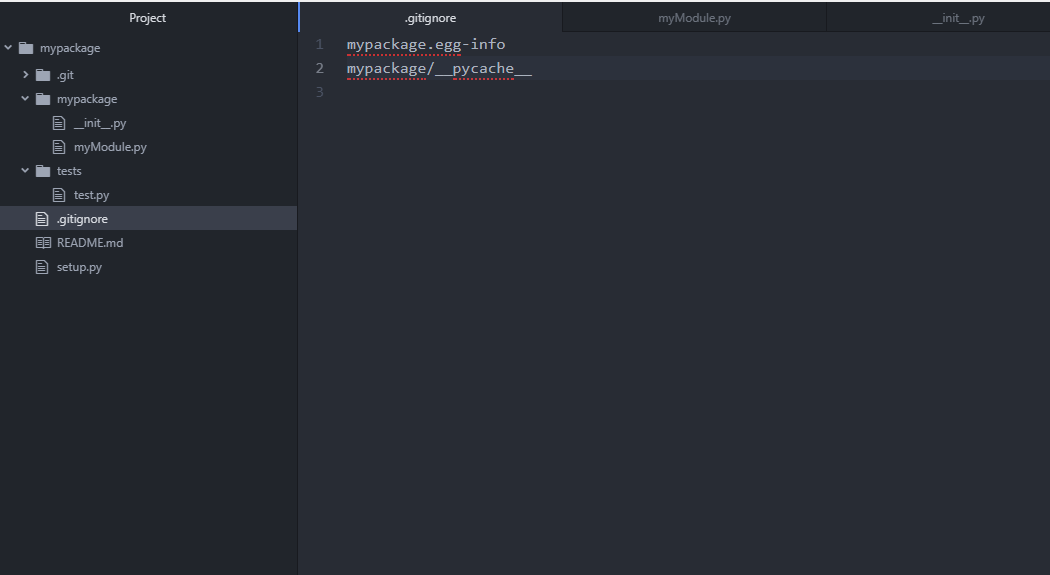 Project
mypackage
.git
mypackage
__init__.py
myModule.py
tests
test.py
.gitignore
README.md
setup.py
.gitignore
myModule.py
__init__.py
1 mypackage.egg-info
2 mypackage/__pycache__
3